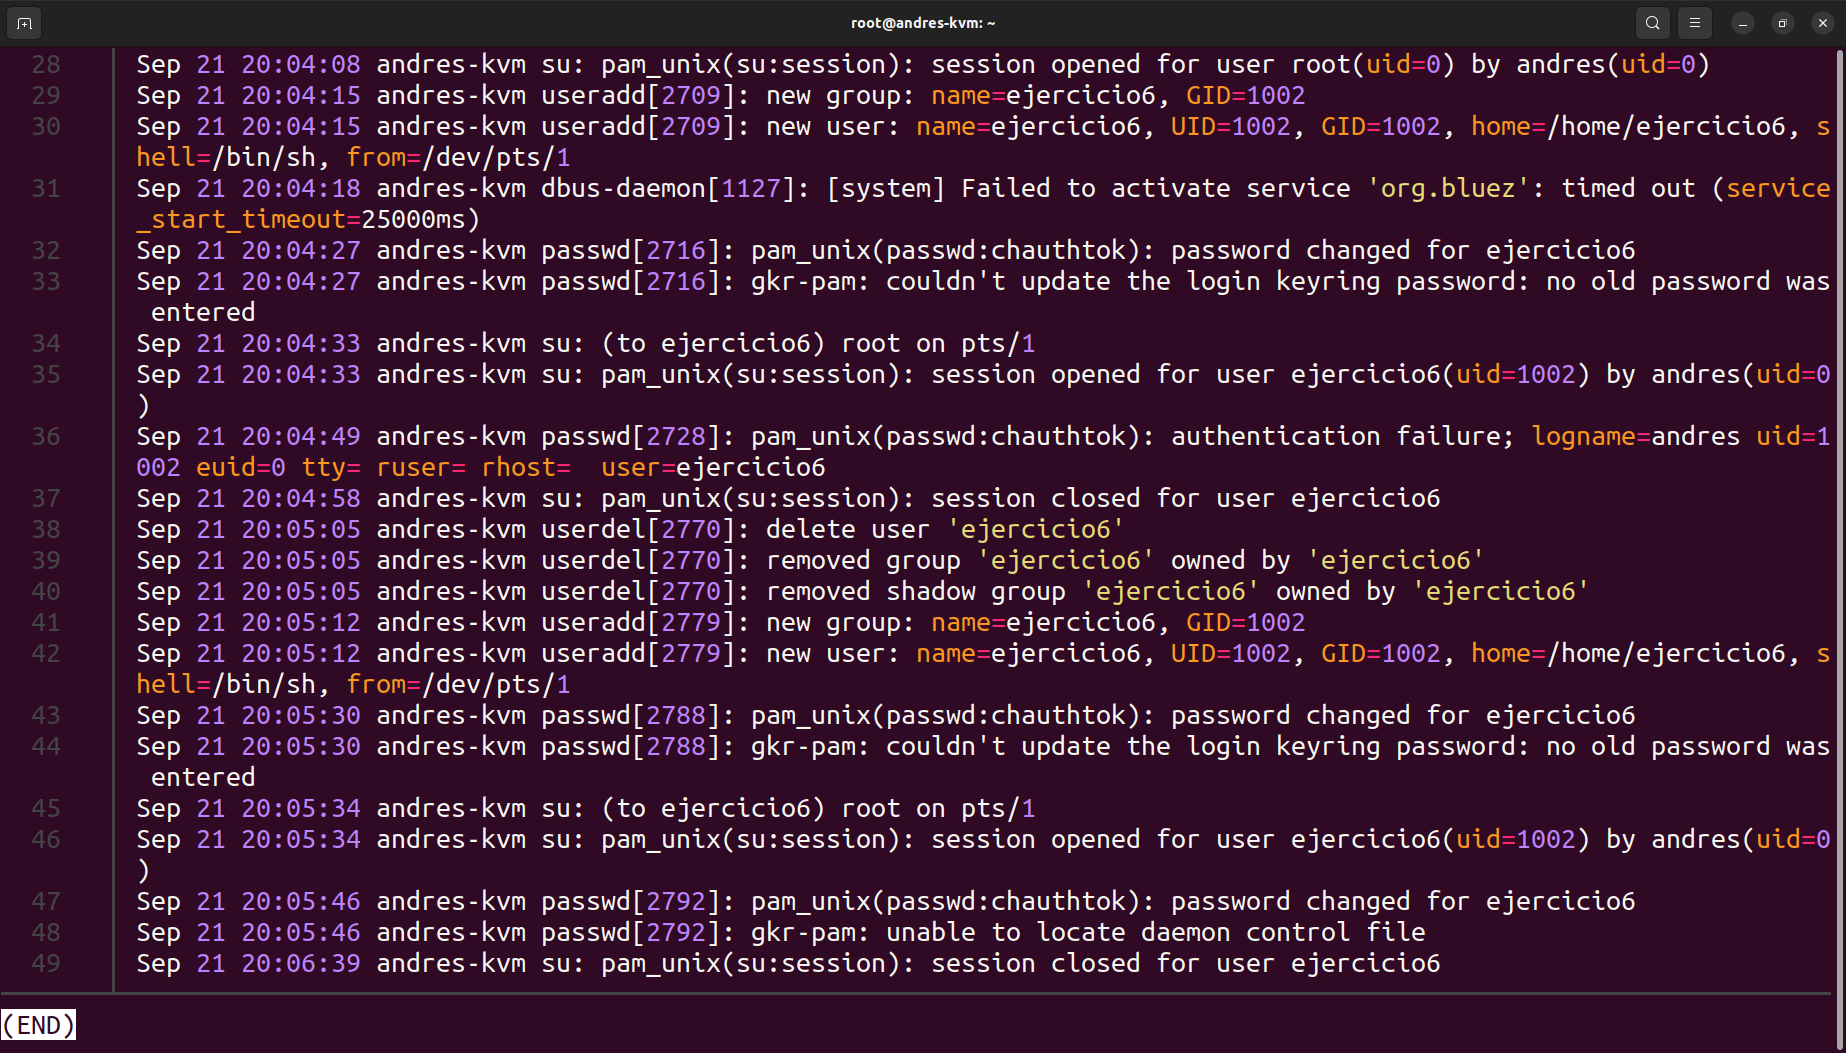 root@andres-kvm: ~
28 Sep 21 20:04:08 andres-kvm su: pam_unix(su:session): session opened for user root(uid=0) by andres(uid=0)
29 Sep 21 20:04:15 andres-kvm useradd[2709]: new group: name=ejercicio6, GID=1002
30 Sep 21 20:04:15 andres-kvm useradd[2709]: new user: name=ejercicio6, UID=1002, GID=1002, home=/home/ejercicio6, s
hell=/bin/sh, from=/dev/pts/1
31 Sep 21 20:04:18 andres-kvm dbus-daemon[1127]: [system] Failed to activate service 'org.bluez': timed out (service
_start_timeout=25000ms)
32 Sep 21 20:04:27 andres-kvm passwd[2716]: pam_unix(passwd:chauthtok): password changed for ejercicio6
33 Sep 21 20:04:27 andres-kvm passwd[2716]: gkr-pam: couldn't update the login keyring password: no old password was
entered
34 Sep 21 20:04:33 andres-kvm su: (to ejercicio6) root on pts/1
35 Sep 21 20:04:33 andres-kvm su: pam_unix(su:session): session opened for user ejercicio6(uid=1002) by andres(uid=0
)
36 Sep 21 20:04:49 andres-kvm passwd[2728]: pam_unix(passwd:chauthtok): authentication failure; logname=andres uid=1
002 euid=0 tty= ruser= rhost=  user=ejercicio6
37 Sep 21 20:04:58 andres-kvm su: pam_unix(su:session): session closed for user ejercicio6
38 Sep 21 20:05:05 andres-kvm userdel[2770]: delete user 'ejercicio6'
39 Sep 21 20:05:05 andres-kvm userdel[2770]: removed group 'ejercicio6' owned by 'ejercicio6'
40 Sep 21 20:05:05 andres-kvm userdel[2770]: removed shadow group 'ejercicio6' owned by 'ejercicio6'
41 Sep 21 20:05:12 andres-kvm useradd[2779]: new group: name=ejercicio6, GID=1002
42 Sep 21 20:05:12 andres-kvm useradd[2779]: new user: name=ejercicio6, UID=1002, GID=1002, home=/home/ejercicio6, s
hell=/bin/sh, from=/dev/pts/1
43 Sep 21 20:05:30 andres-kvm passwd[2788]: pam_unix(passwd:chauthtok): password changed for ejercicio6
44 Sep 21 20:05:30 andres-kvm passwd[2788]: gkr-pam: couldn't update the login keyring password: no old password was
entered
45 Sep 21 20:05:34 andres-kvm su: (to ejercicio6) root on pts/1
46 Sep 21 20:05:34 andres-kvm su: pam_unix(su:session): session opened for user ejercicio6(uid=1002) by andres(uid=0
)
47 Sep 21 20:05:46 andres-kvm passwd[2792]: pam_unix(passwd:chauthtok): password changed for ejercicio6
48 Sep 21 20:05:46 andres-kvm passwd[2792]: gkr-pam: unable to locate daemon control file
49 Sep 21 20:06:39 andres-kvm su: pam_unix(su:session): session closed for user ejercicio6
(END)